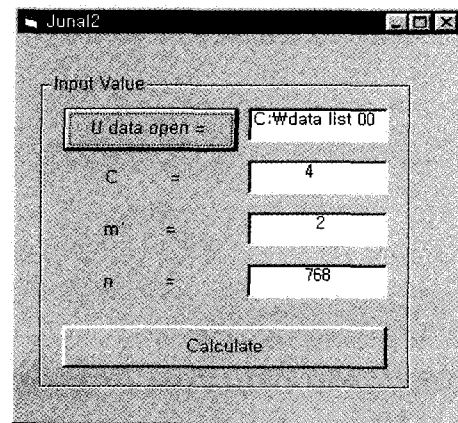 Junal2
Input Value
U data open = C:₩data list 00
C = 4
m' = 2
n = 768
Calculate